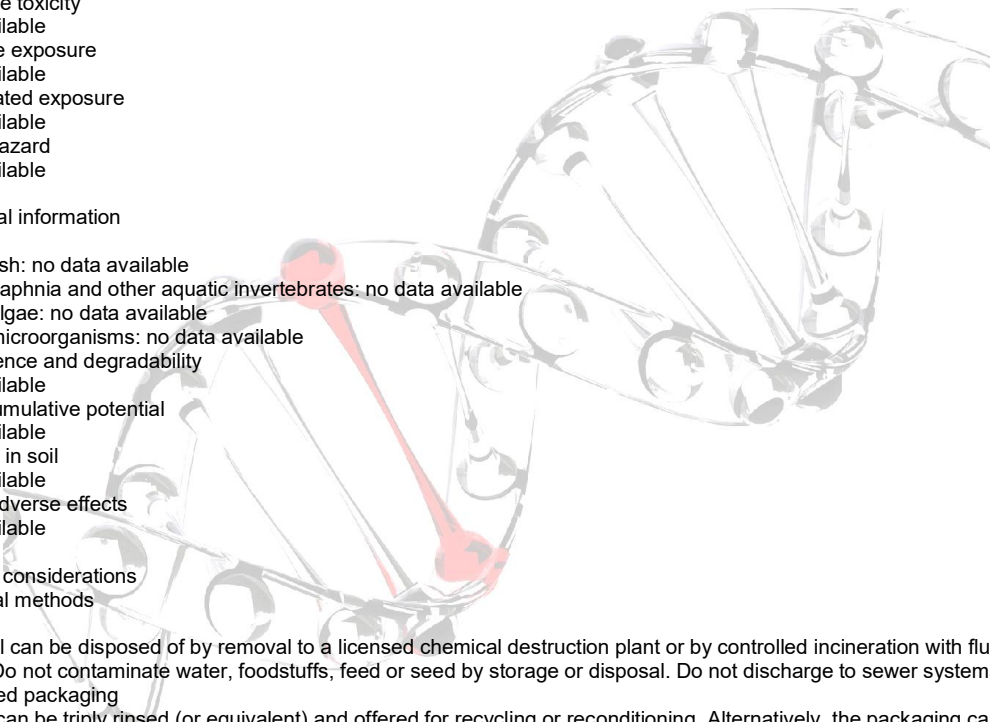 e toxicity
ilable
e exposure
ilable
ated exposure
ilable
azard
ilable
al information
sh: no data available
aphnia and other aquatic invertebrates: no data available
lgae: no data available
microorganisms: no data available
ence and degradability
ilable
umulative potential
ilable
in soil
ilable
dverse effects
ilable
considerations
al methods
l can be disposed of by removal to a licensed chemical destruction plant or by controlled incineration with flu
Do not contaminate water, foodstuffs, feed or seed by storage or disposal. Do not discharge to sewer system
ed packaging
can be triply rinsed (or equivalent) and offered for recycling or reconditioning. Alternatively, the packaging ca